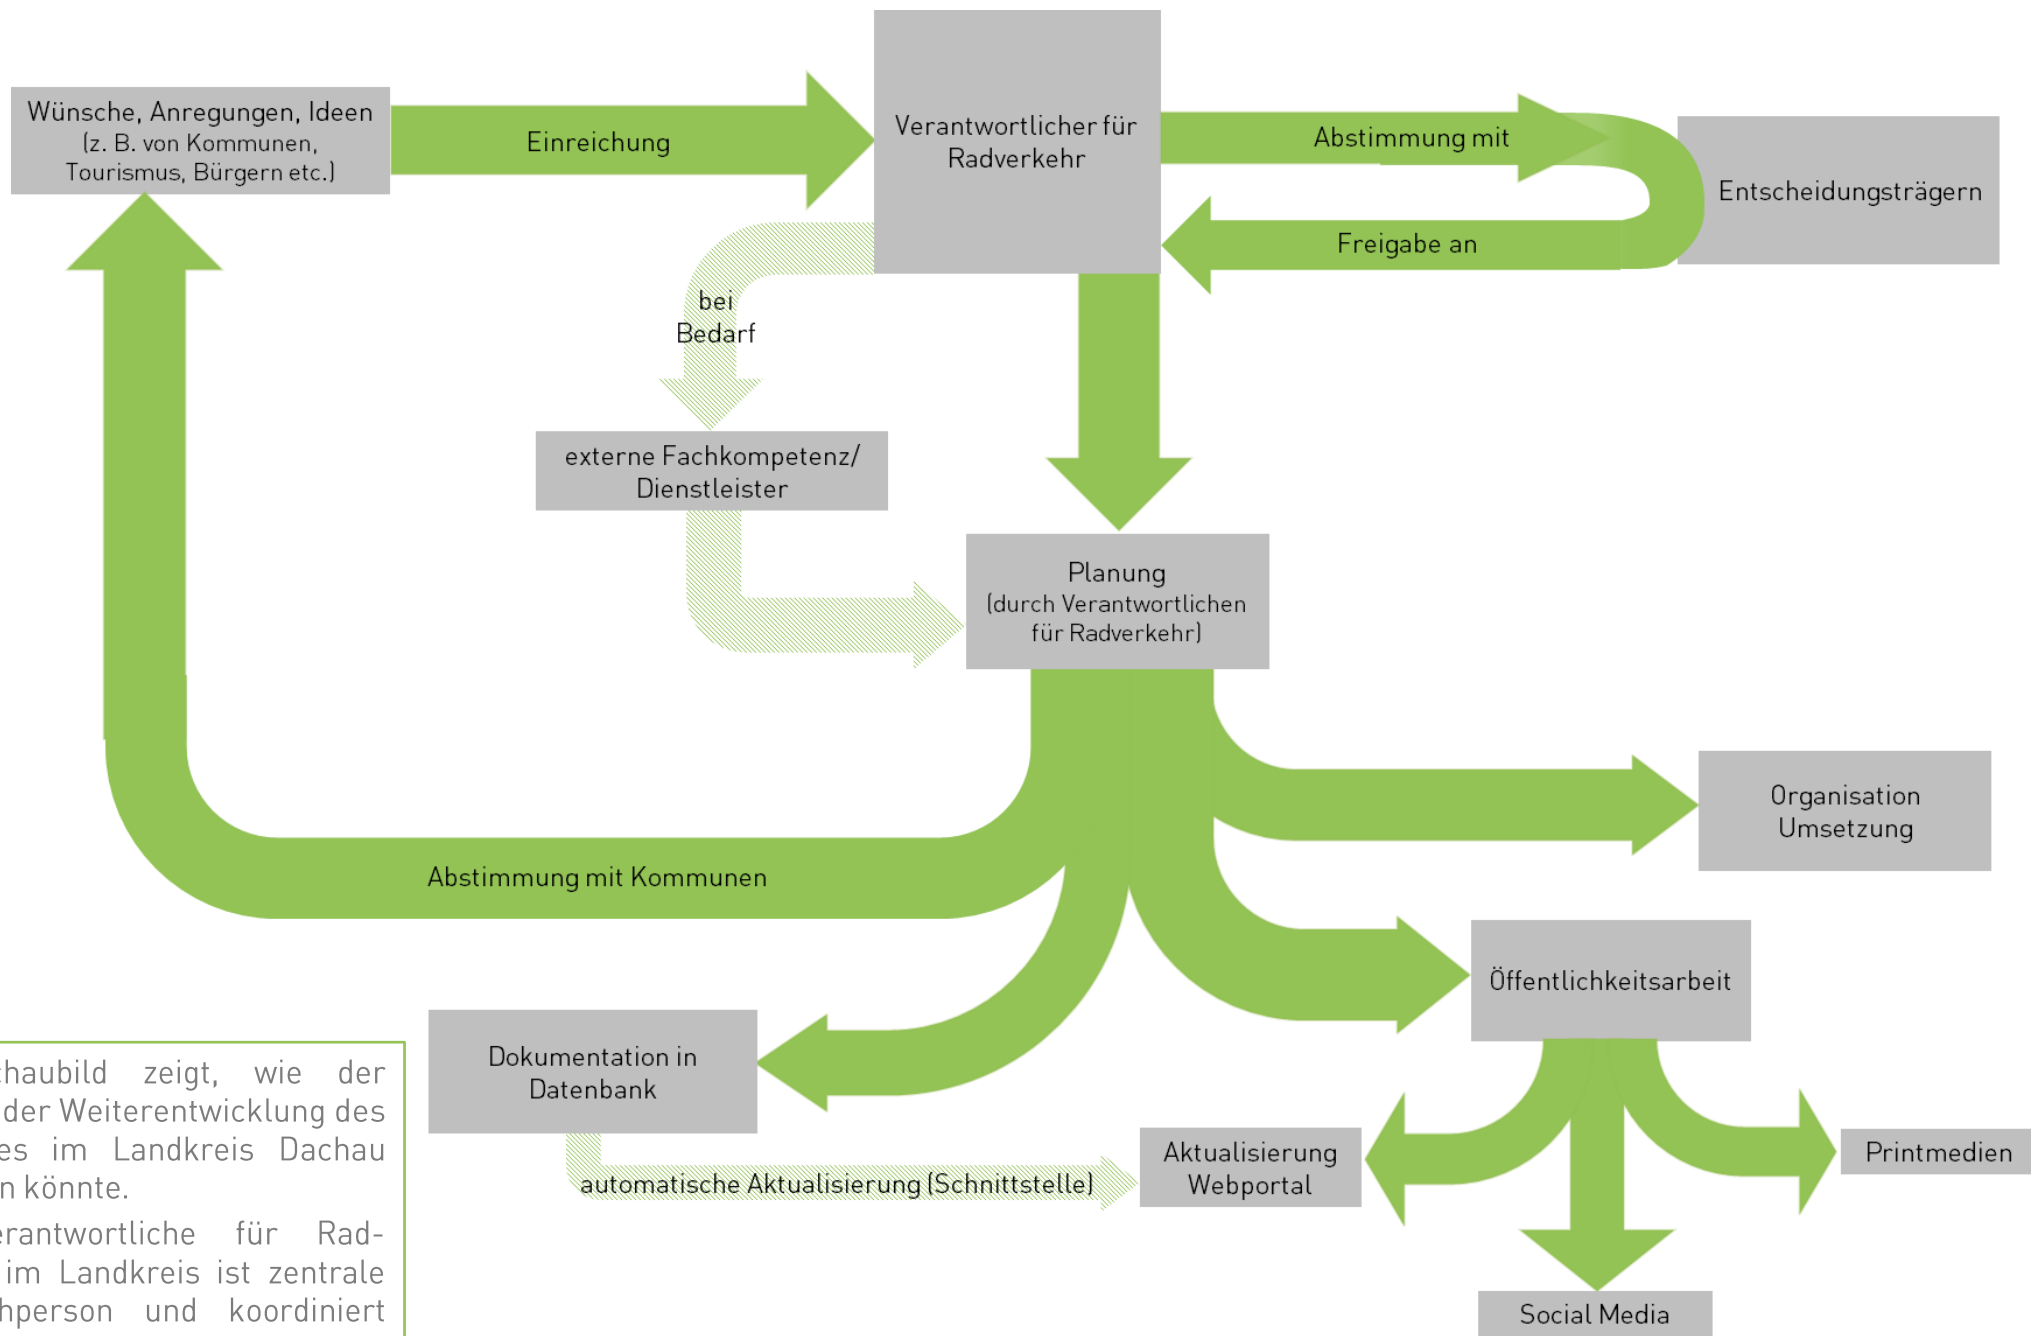 Wünsche, Anregungen, Ideen
(z. B. von Kommunen,
Tourismus, Bürgern etc.)
Einreichung
Verantwortlicher für
Radverkehr
Abstimmung mit
Entscheidungsträgern
Freigabe an
bei
Bedarf
externe Fachkompetenz/
Dienstleister
Planung
(durch Verantwortlichen
für Radverkehr)
Organisation
Umsetzung
Abstimmung mit Kommunen
Öffentlichkeitsarbeit
Dokumentation in
Datenbank
automatische Aktualisierung (Schnittstelle)
Aktualisierung
Webportal
Printmedien
Social Media
zeigt, wie der
der Weiterentwicklung des
im Landkreis Dachau
könnte.
für Rad-
im Landkreis ist zentrale
und koordiniert